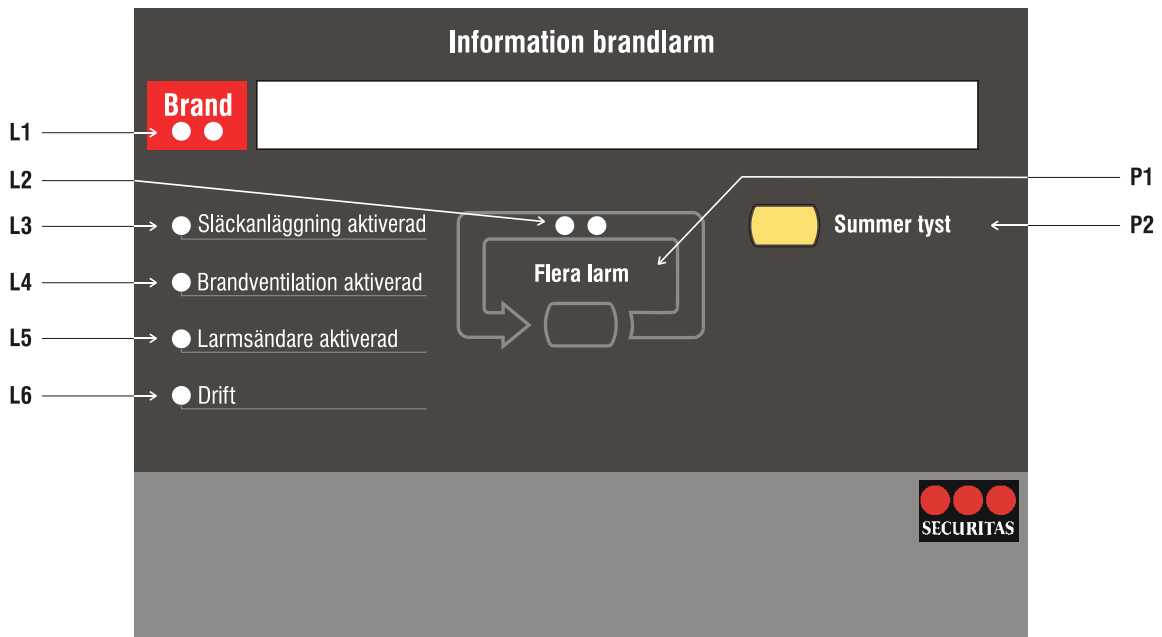 Information brandlarm
Brand
L1
L2
P1
L3
Släckanläggning aktiverad
Summer tyst
P2
L4
Brandventilation aktiverad
Flera larm
L5
Larmsändare aktiverad
L6
Drift
SECURITAS